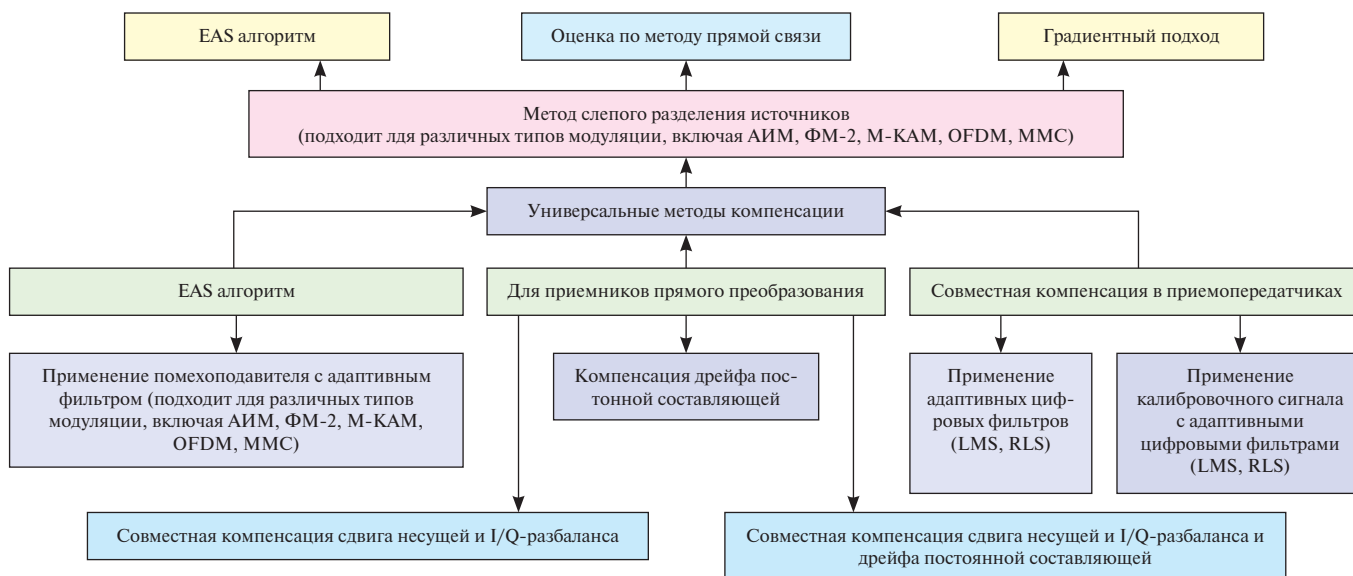 EAS алгоритм
Оценка по методу прямой связи
Градиентный подход
Метод слепого разделения источников
(подходит лдя различных типов модуляции, включая АИМ, ФМ-2, М-КАМ, OFDM, ММС)
Универсальные методы компенсации
EAS алгоритм
Для приемников прямого преобразования
Совместная компенсация в приемопередатчиках
Применение помехоподавителя с адаптивным
фильтром (подходит лдя различных типов
модуляции, включая АИМ, ФМ-2, М-КАМ,
OFDM, ММС)
Компенсация дрейфа пос-
тонной составляющей
Применение
адаптивных циф-
ровых фильтров
(LMS, RLS)
Применение
калибровочного сигнала
с адаптивными
цифровыми фильтрами
(LMS, RLS)
Совместная компенсация сдвига несущей и I/Q-разбаланса
Совместная компенсация сдвига несущей и I/Q-разбаланса и
дрейфа постоянной составляющей